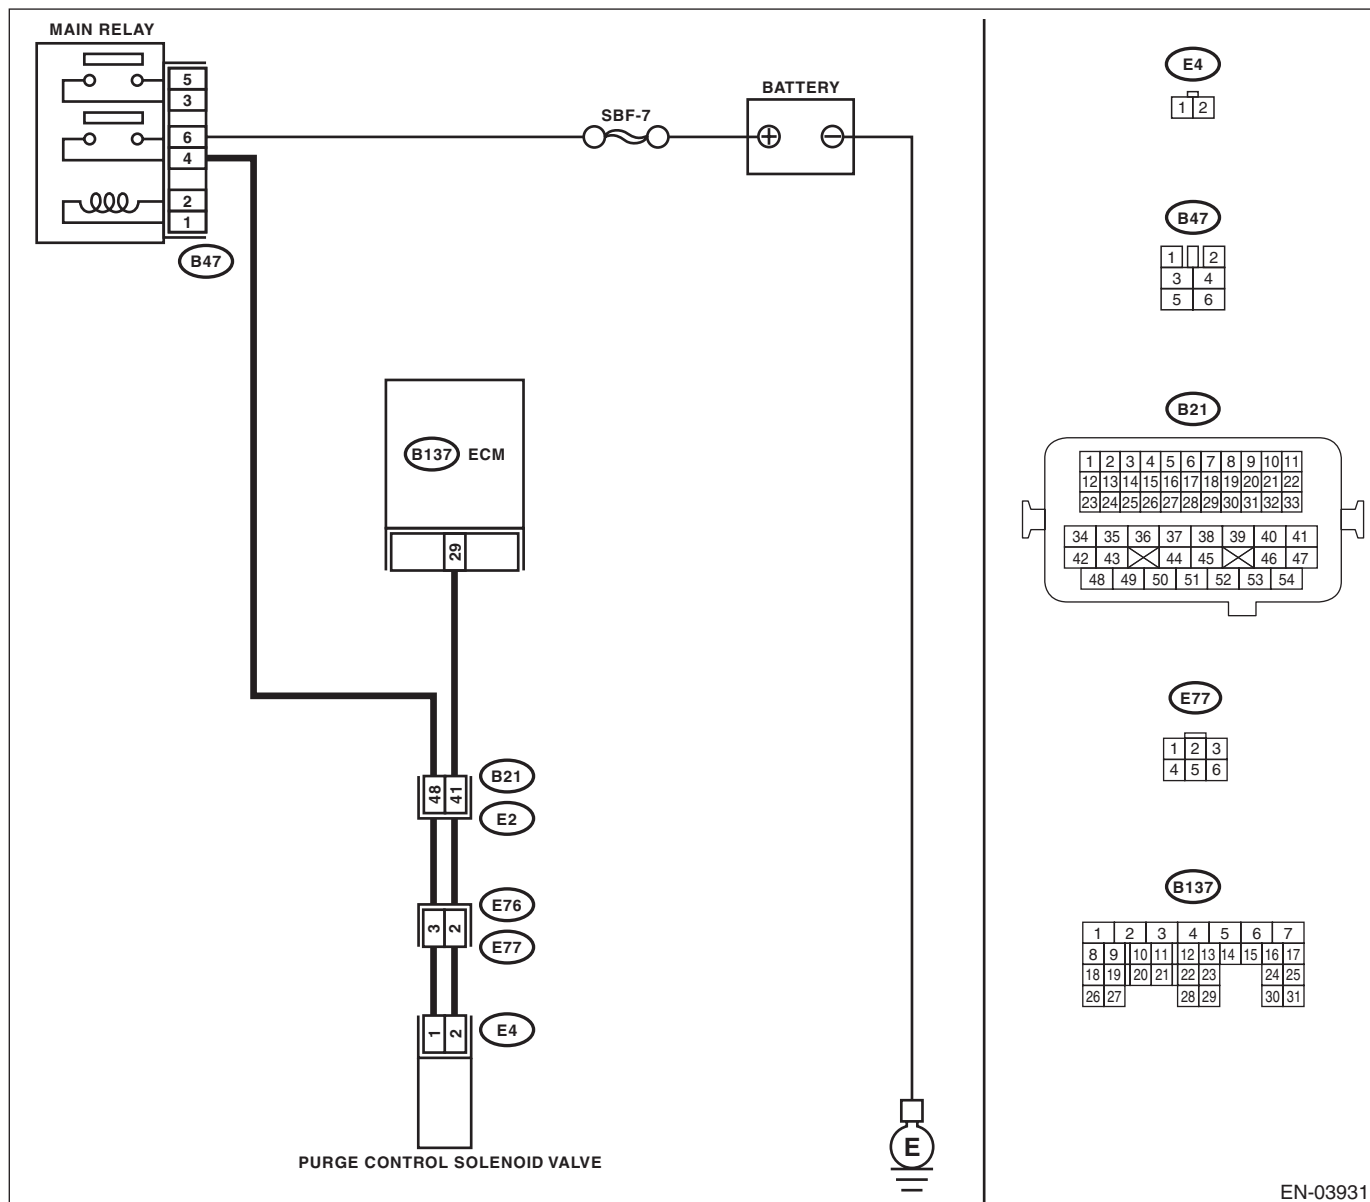 MAIN RELAY
5
3
6
4
2
1
B47
SBF-7
BATTERY
+ −
B137 ECM
29
48 41
B21
E2
E76
3 2
E77
1 2
E4
PURGE CONTROL SOLENOID VALVE
E
E4
1 2
B47
1 2
3 4
5 6
B21
1 2 3 4 5 6 7 8 9 10 11
12 13 14 15 16 17 18 19 20 21 22
23 24 25 26 27 28 29 30 31 32 33
34 35 36 37 38 39 40 41
42 43 44 45 46 47
48 49 50 51 52 53 54
E77
1 2 3
4 5 6
B137
1 2 3 4 5 6 7
8 9 10 11 12 13 14 15 16 17
18 19 20 21 22 23 24 25
26 27 28 29 30 31
EN-03931